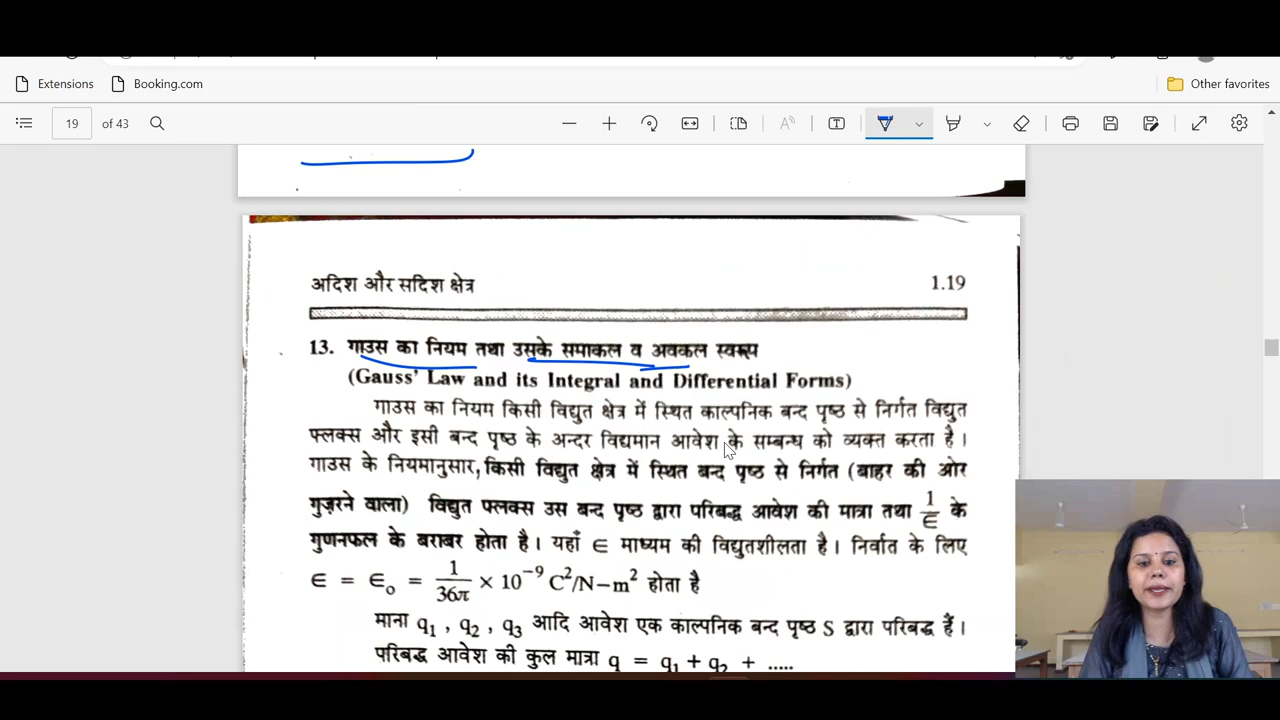 Extensions Booking.com Other favorites
19 of 43
अदिश और सदिश क्षेत्र 1.19
13. गाउस का नियम तथा उसके समाकल व अवकल स्वरूप
(Gauss' Law and its Integral and Differential Forms)
गाउस का नियम किसी विद्युत क्षेत्र में स्थित काल्पनिक बन्द पृष्ठ से निर्गत विद्युत
फ्लक्स और इसी बन्द पृष्ठ के अन्दर विद्यमान आवेश के सम्बन्ध को व्यक्त करता है।
गाउस के नियमानुसार, किसी विद्युत क्षेत्र में स्थित बन्द पृष्ठ से निर्गत (बाहर की ओर
गुज़रने वाला) विद्युत फ्लक्स उस बन्द पृष्ठ द्वारा परिबद्ध आवेश की मात्रा तथा 1/∈ के
गुणनफल के बराबर होता है। यहाँ ∈ माध्यम की विद्युतशीलता है। निर्वात के लिए
∈ = ∈₀ = 1/36π × 10⁻⁹ C²/N–m² होता है
माना q₁, q₂, q₃ आदि आवेश एक काल्पनिक बन्द पृष्ठ S द्वारा परिबद्ध हैं।
परिबद्ध आवेश की कुल मात्रा q = q₁ + q₂ + .....